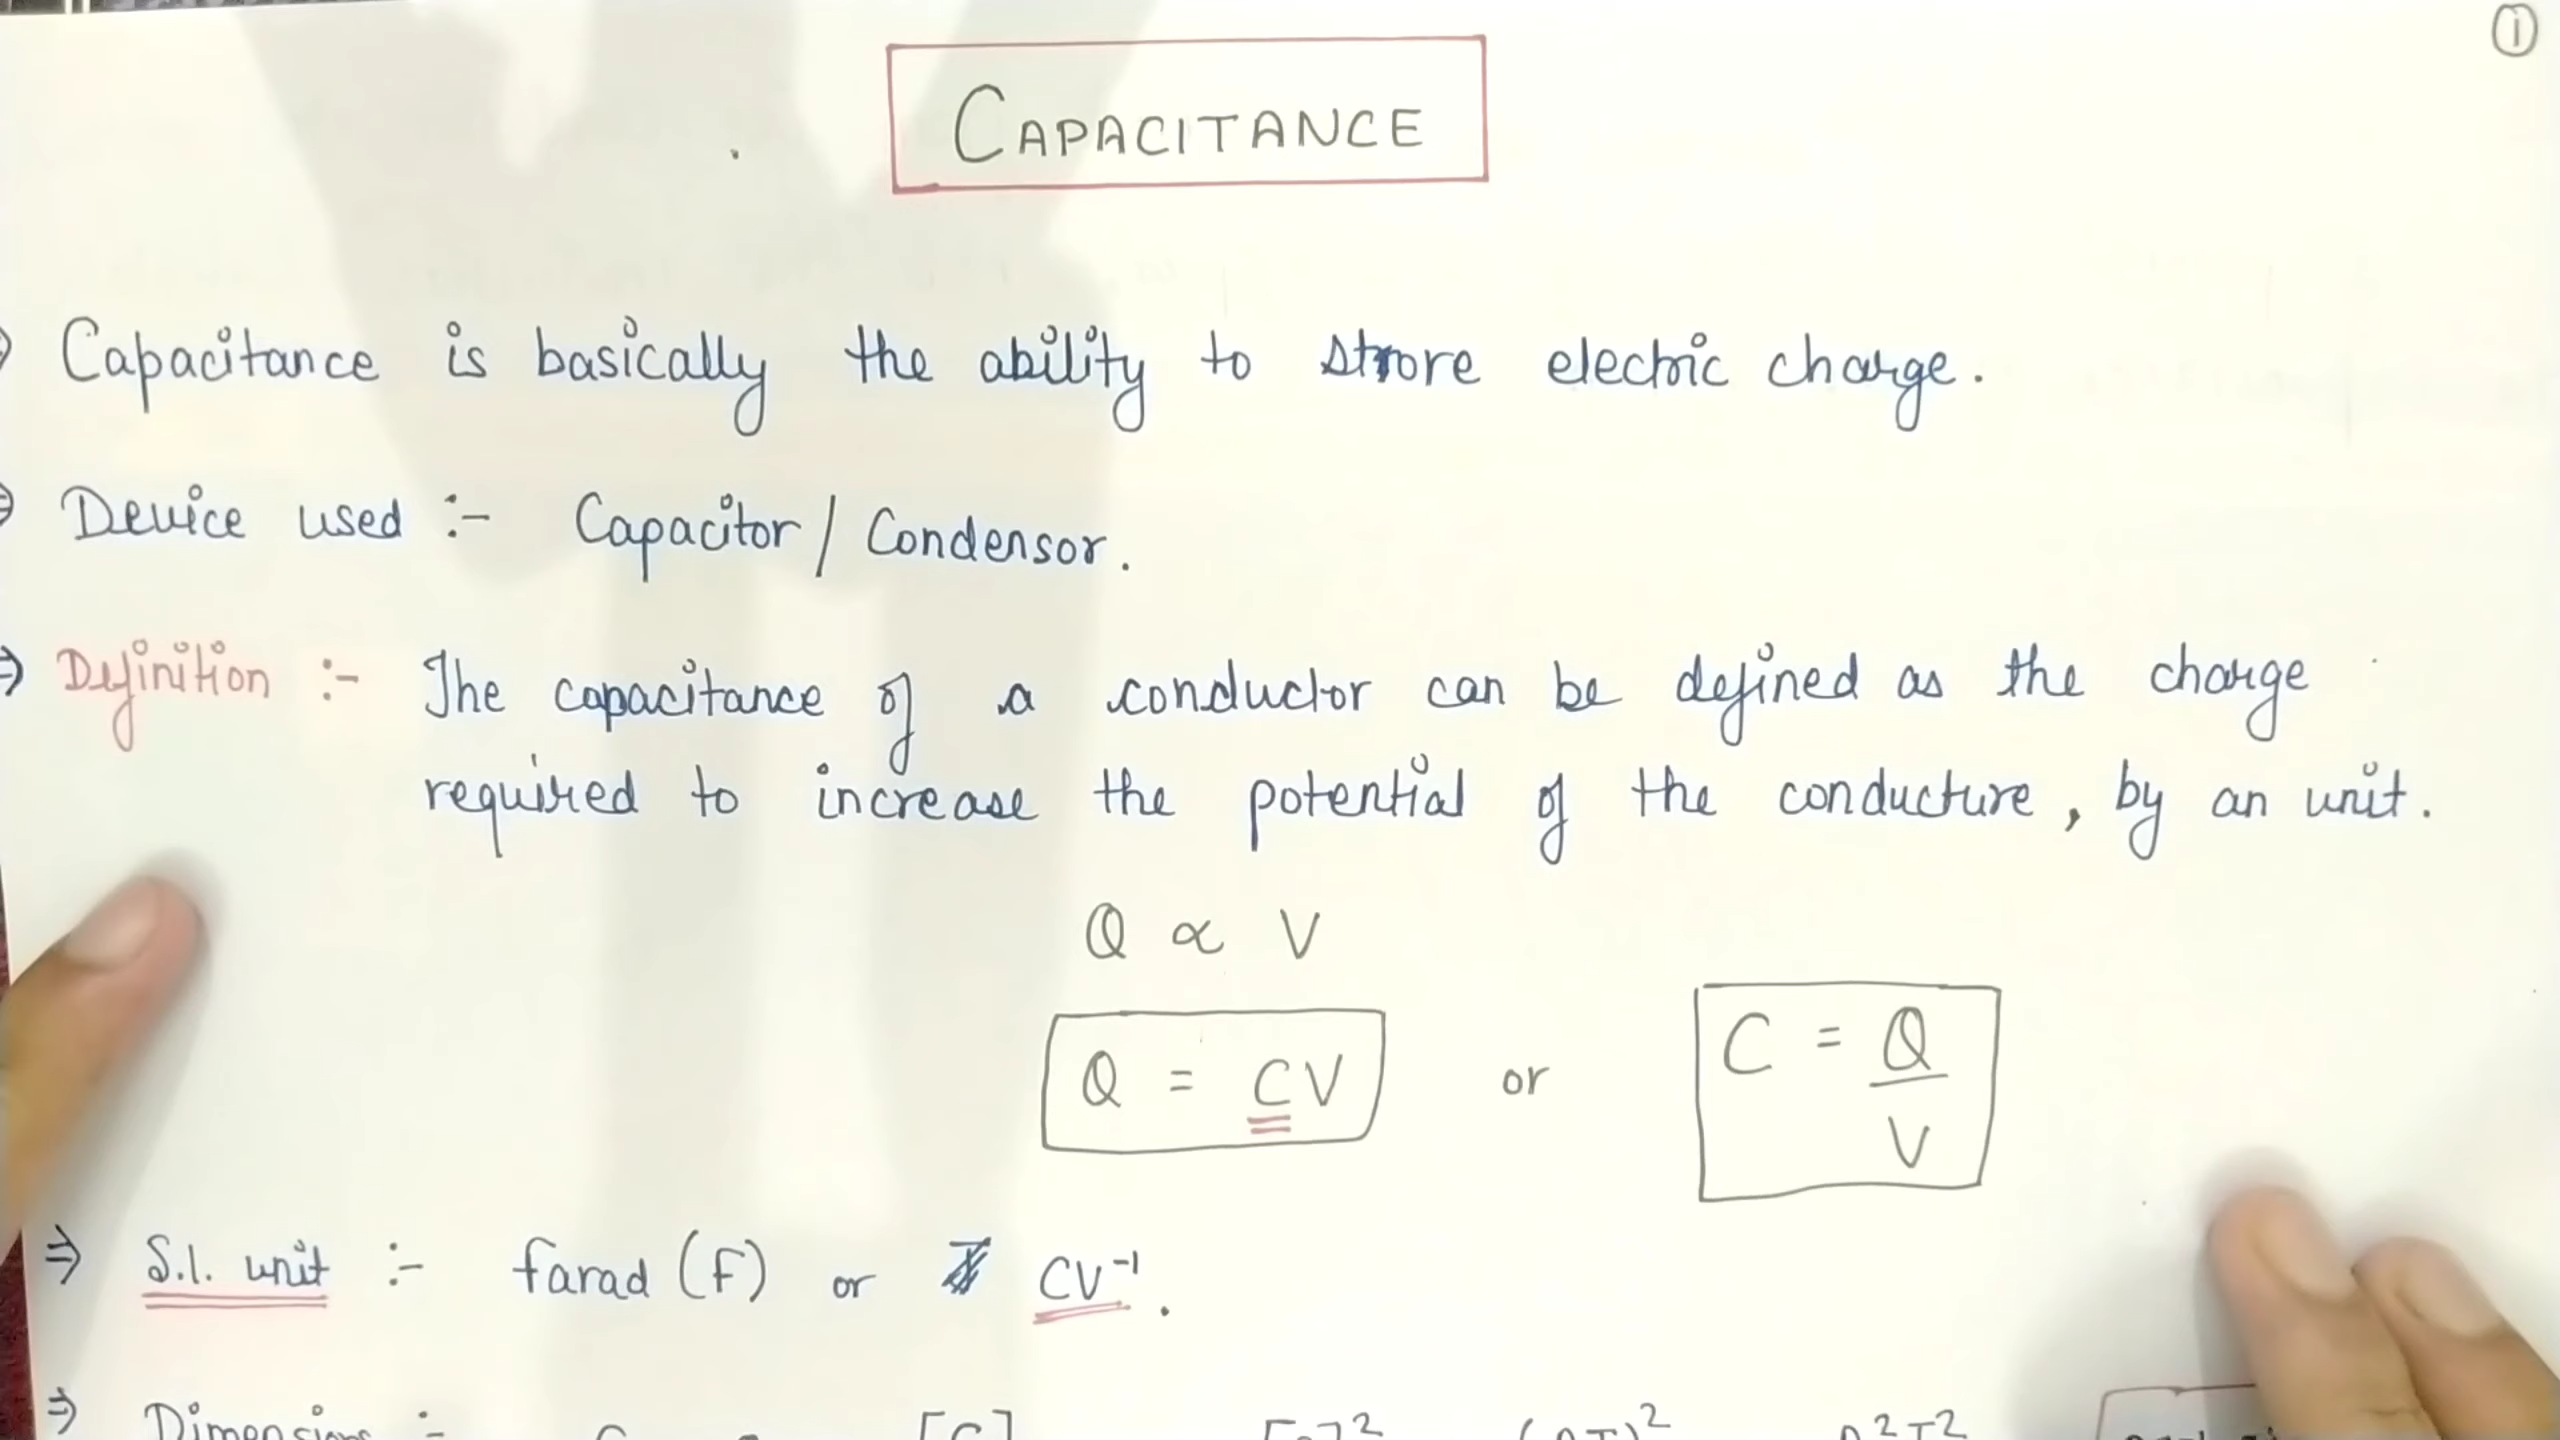 ①
CAPACITANCE
Capacitance is basically the ability to strore electric charge.
⇒ Device used :- Capacitor / Condensor.
⇒ Definition :- The capacitance of a conductor can be defined as the charge
required to increase the potential of the conducture, by an unit.
Q ∝ V
Q = CV or C = Q/V
⇒ S.I. unit :- farad (F) or CV⁻¹.
⇒ Dimensions :-